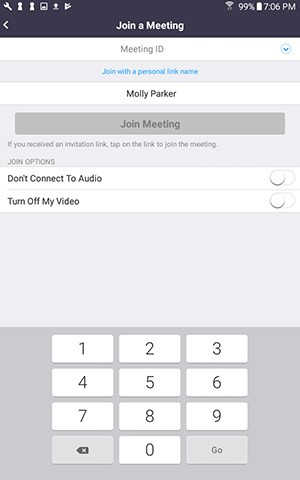 99% 7:06 PM
Join a Meeting
Meeting ID
Join with a personal link name
Molly Parker
Join Meeting
If you received an invitation link, tap on the link to join the meeting.
JOIN OPTIONS
Don't Connect To Audio
Turn Off My Video
1 2 3
4 5 6
7 8 9
0 Go